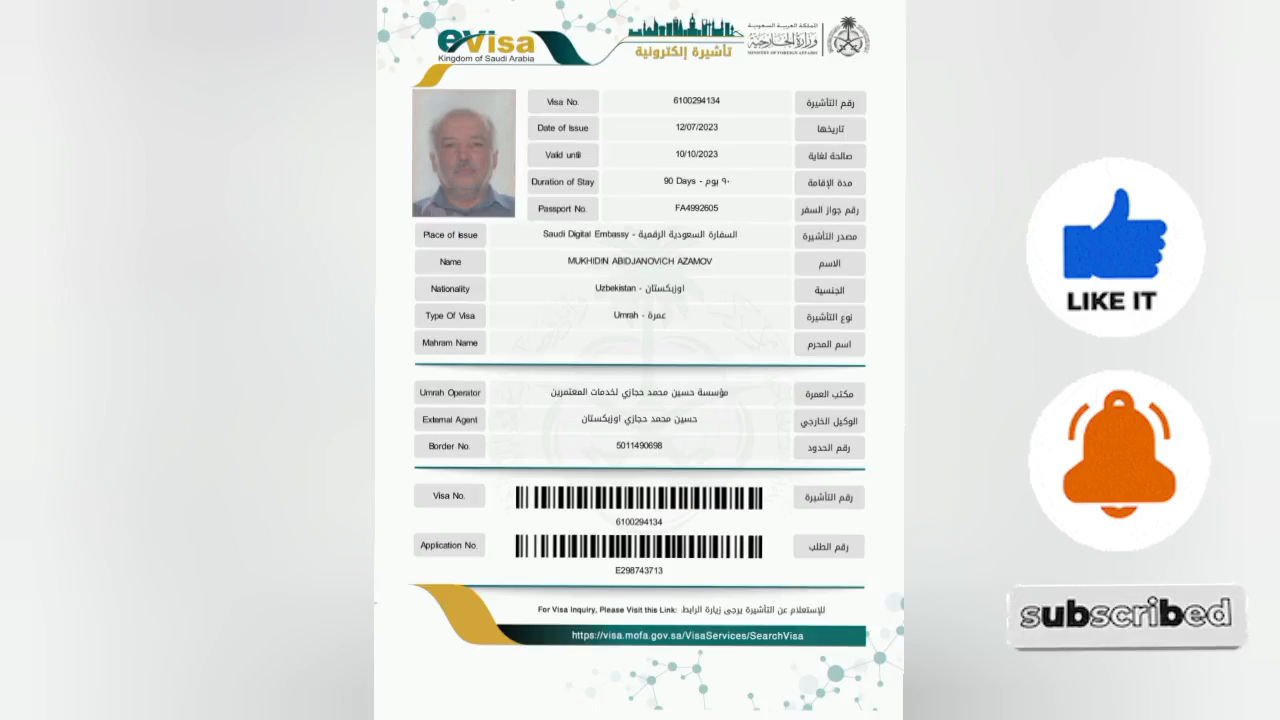 eVisa
Kingdom of Saudi Arabia
تأشيرة إلكترونية
المملكة العربية السعودية
وزارة الخارجية
MINISTRY OF FOREIGN AFFAIRS
Visa No. 6100294134 رقم التأشيرة
Date of Issue 12/07/2023 تاريخها
Valid until 10/10/2023 صالحة لغاية
Duration of Stay 90 Days - ٩٠ يوم مدة الإقامة
Passport No. FA4992605 رقم جواز السفر
Place of issue Saudi Digital Embassy - السفارة السعودية الرقمية مصدر التأشيرة
Name MUKHIDIN ABIDJANOVICH AZAMOV الاسم
Nationality Uzbekistan - اوزبكستان الجنسية
Type Of Visa Umrah - عمرة نوع التأشيرة
Mahram Name اسم المحرم
Umrah Operator مؤسسة حسين محمد حجازي لخدمات المعتمرين مكتب العمرة
External Agent حسين محمد حجازي اوزبكستان الوكيل الخارجي
Border No. 5011490698 رقم الحدود
Visa No. رقم التأشيرة
6100294134
Application No. رقم الطلب
E298743713
For Visa Inquiry, Please Visit this Link: للإستعلام عن التأشيرة يرجى زيارة الرابط:
https://visa.mofa.gov.sa/VisaServices/SearchVisa
LIKE IT
subscribed